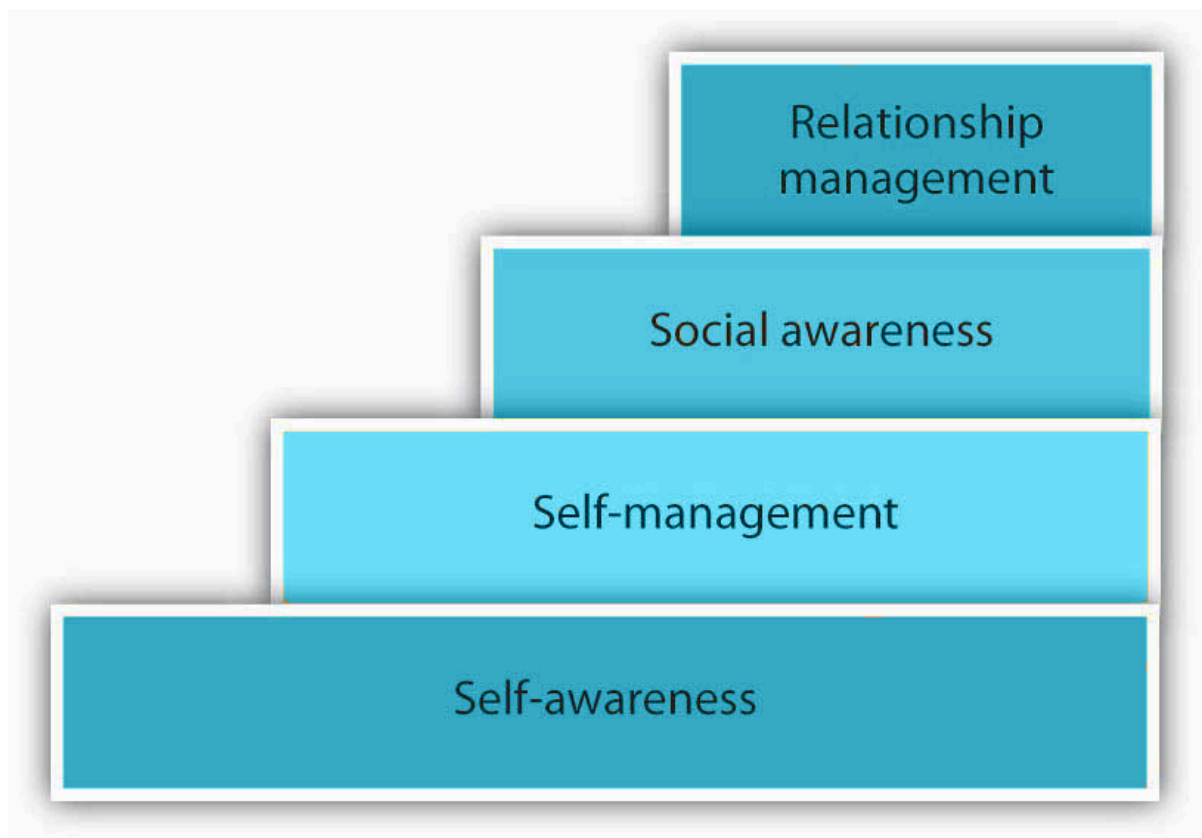 Relationship
management
Social awareness
Self-management
Self-awareness